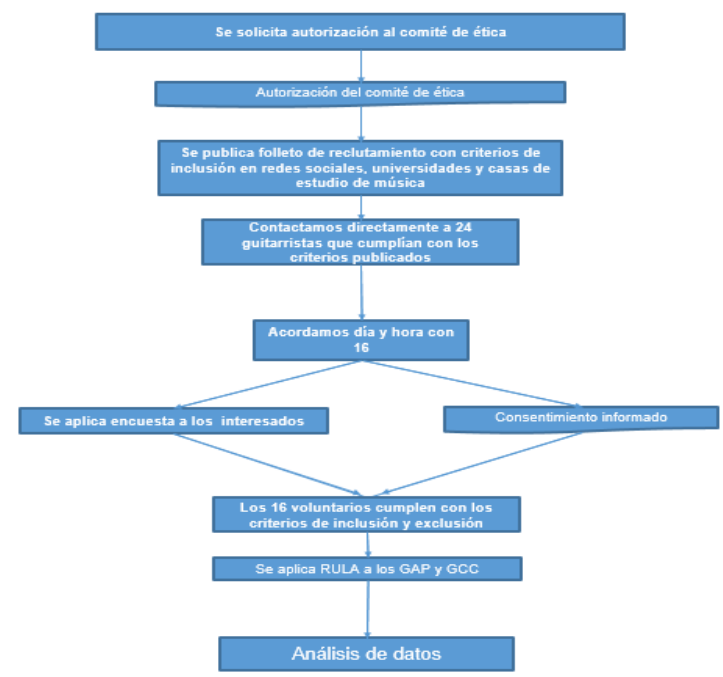 Se solicita autorización al comité de ética
Autorización del comité de ética
Se publica folleto de reclutamiento con criterios de
inclusión en redes sociales, universidades y casas de
estudio de música
Contactamos directamente a 24
guitarristas que cumplían con los
criterios publicados
Acordamos día y hora con
16
Se aplica encuesta a los interesados
Consentimiento informado
Los 16 voluntarios cumplen con los
criterios de inclusión y exclusión
Se aplica RULA a los GAP y GCC
Análisis de datos